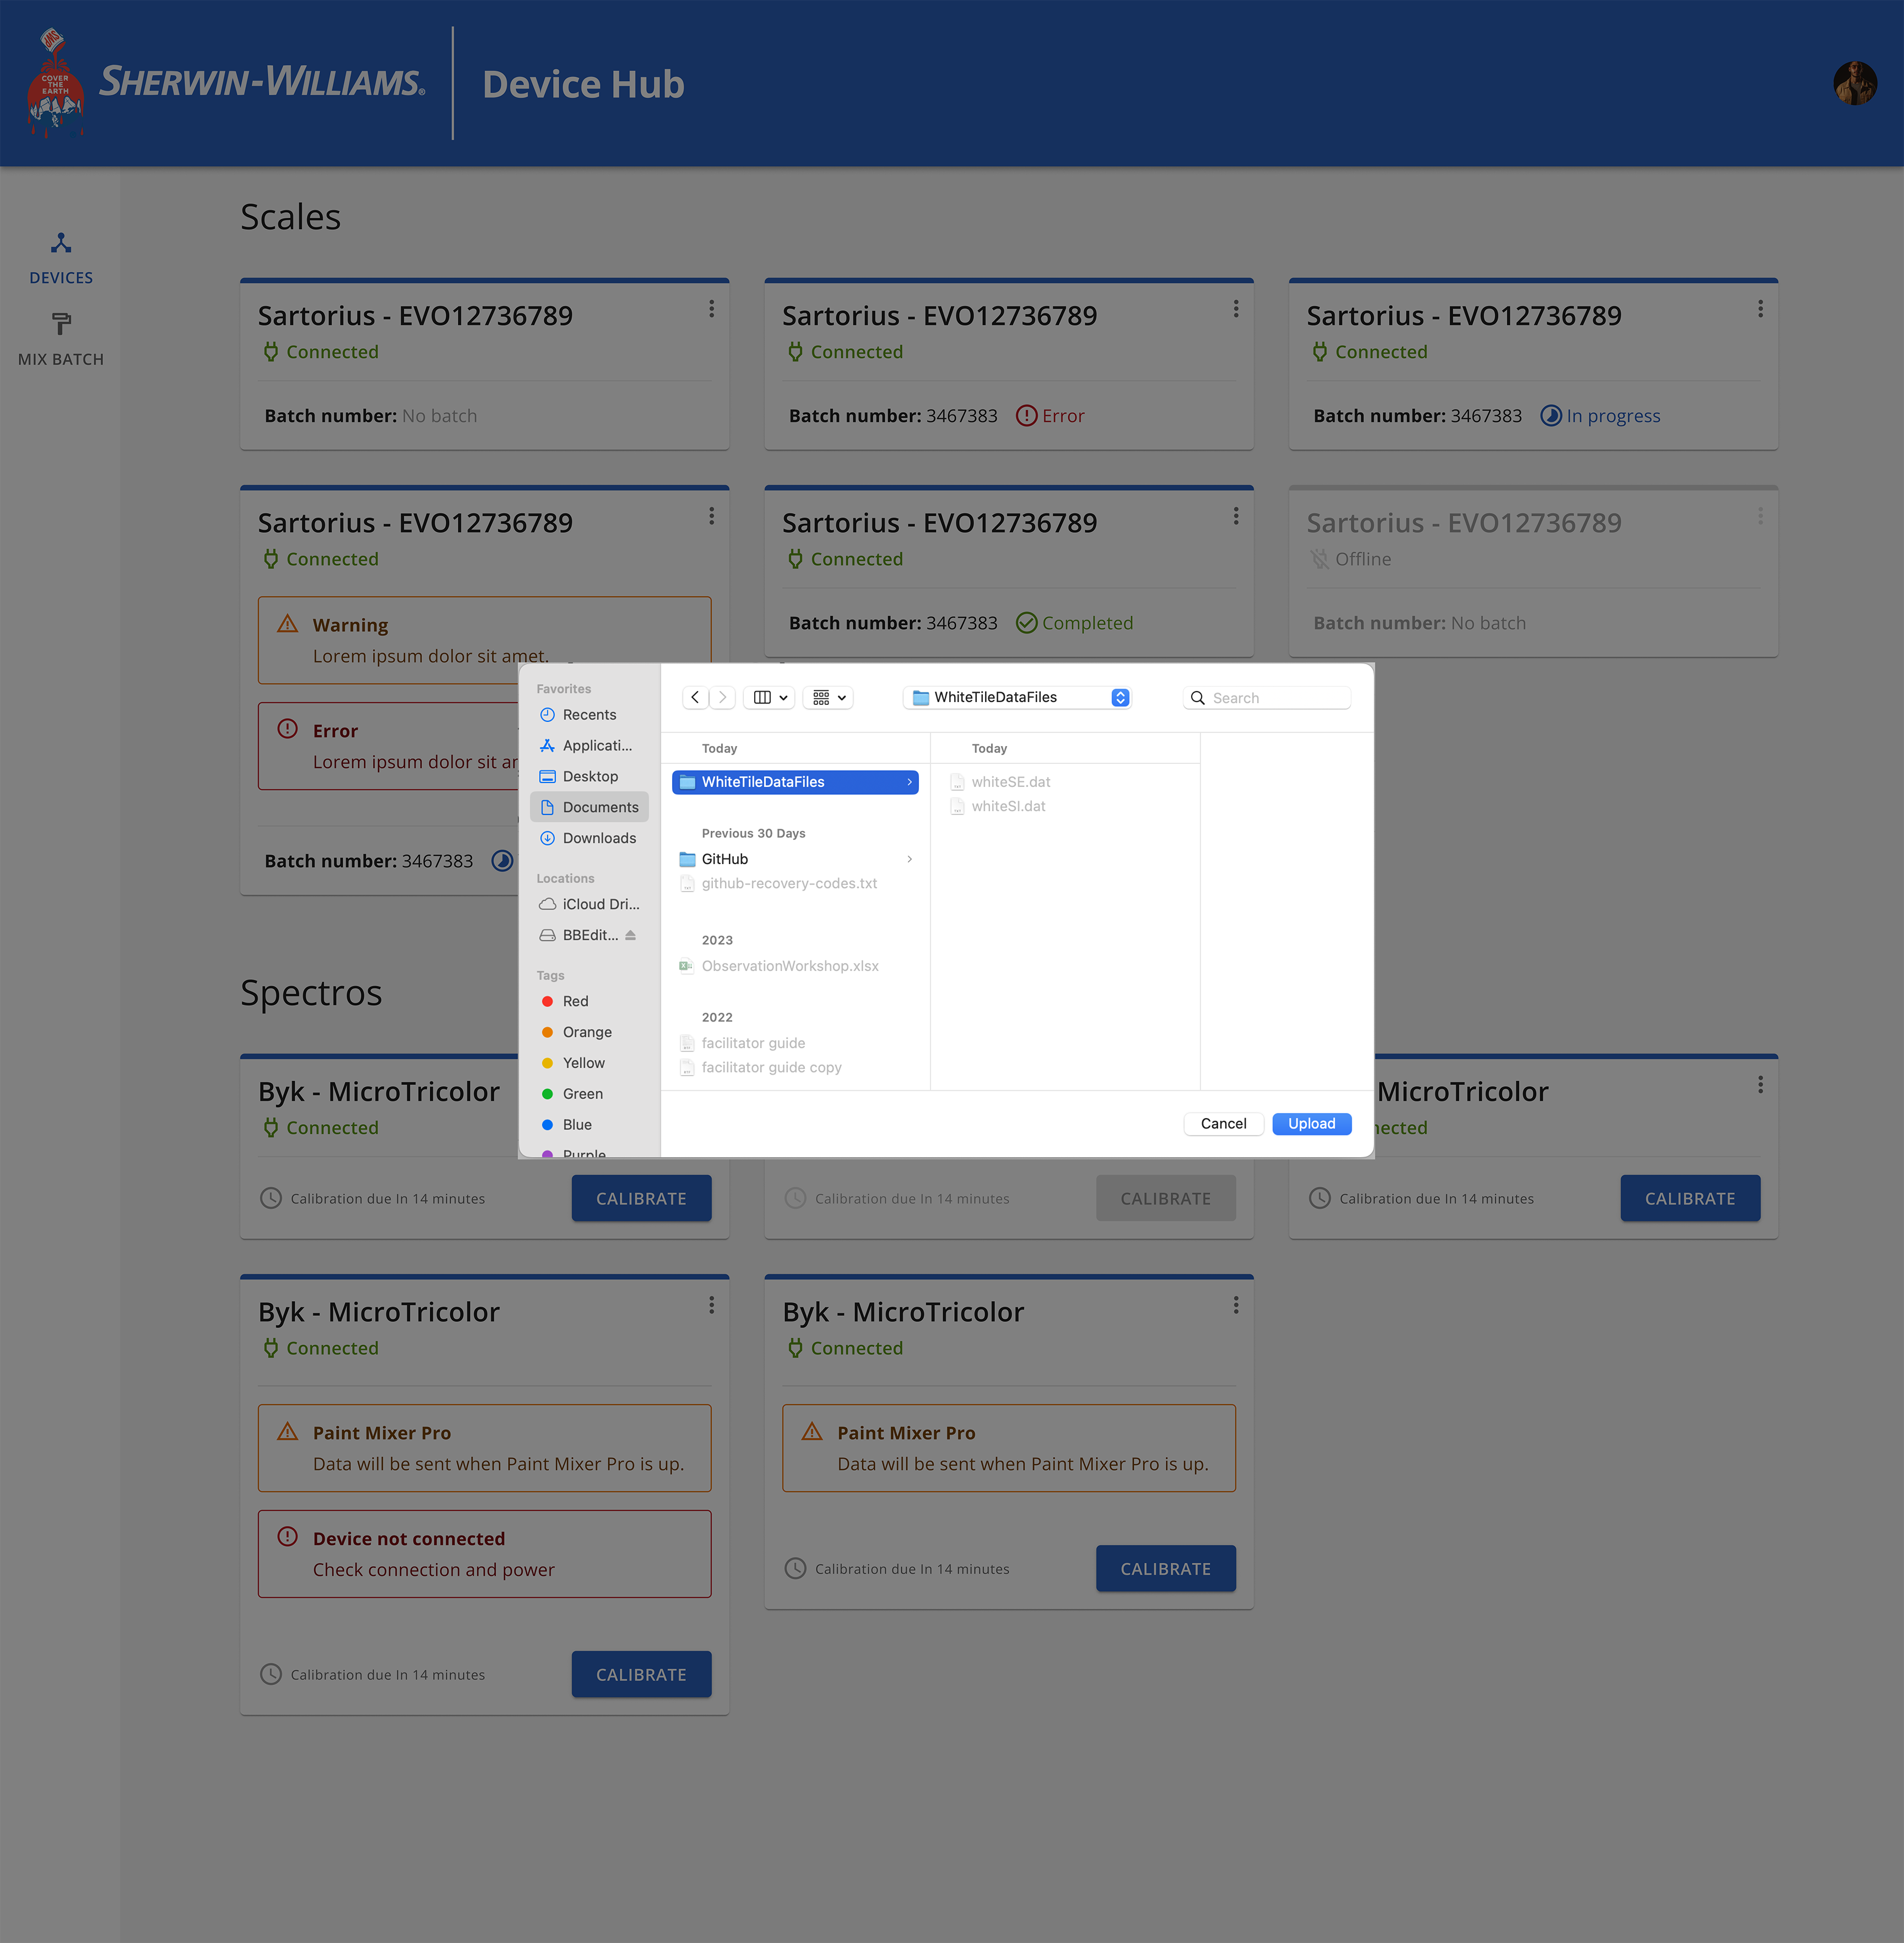 SWP
COVER
THE
EARTH
SHERWIN-WILLIAMS®
Device Hub
DEVICES
MIX BATCH
Scales
Sartorius - EVO12736789
Connected
Batch number: No batch
Sartorius - EVO12736789
Connected
Batch number: 3467383 Error
Sartorius - EVO12736789
Connected
Batch number: 3467383 In progress
Sartorius - EVO12736789
Connected
Warning
Lorem ipsum dolor sit amet.
Error
Lorem ipsum dolor sit
Batch number: 3467383
Sartorius - EVO12736789
Connected
Batch number: 3467383 Completed
Sartorius - EVO12736789
Offline
Batch number: No batch
Favorites
Recents
Applicati...
Desktop
Documents
Downloads
Locations
iCloud Dri...
BBEdit...
Tags
Red
Orange
Yellow
Green
Blue
Purple
WhiteTileDataFiles
Search
Today
WhiteTileDataFiles
Previous 30 Days
GitHub
github-recovery-codes.txt
2023
ObservationWorkshop.xlsx
2022
facilitator guide
facilitator guide copy
Today
whiteSE.dat
whiteSI.dat
Cancel
Upload
Spectros
Byk - MicroTricolor
Connected
Calibration due In 14 minutes
CALIBRATE
Calibration due In 14 minutes
CALIBRATE
MicroTricolor
nected
Calibration due In 14 minutes
CALIBRATE
Byk - MicroTricolor
Connected
Paint Mixer Pro
Data will be sent when Paint Mixer Pro is up.
Device not connected
Check connection and power
Calibration due In 14 minutes
CALIBRATE
Byk - MicroTricolor
Connected
Paint Mixer Pro
Data will be sent when Paint Mixer Pro is up.
Calibration due In 14 minutes
CALIBRATE